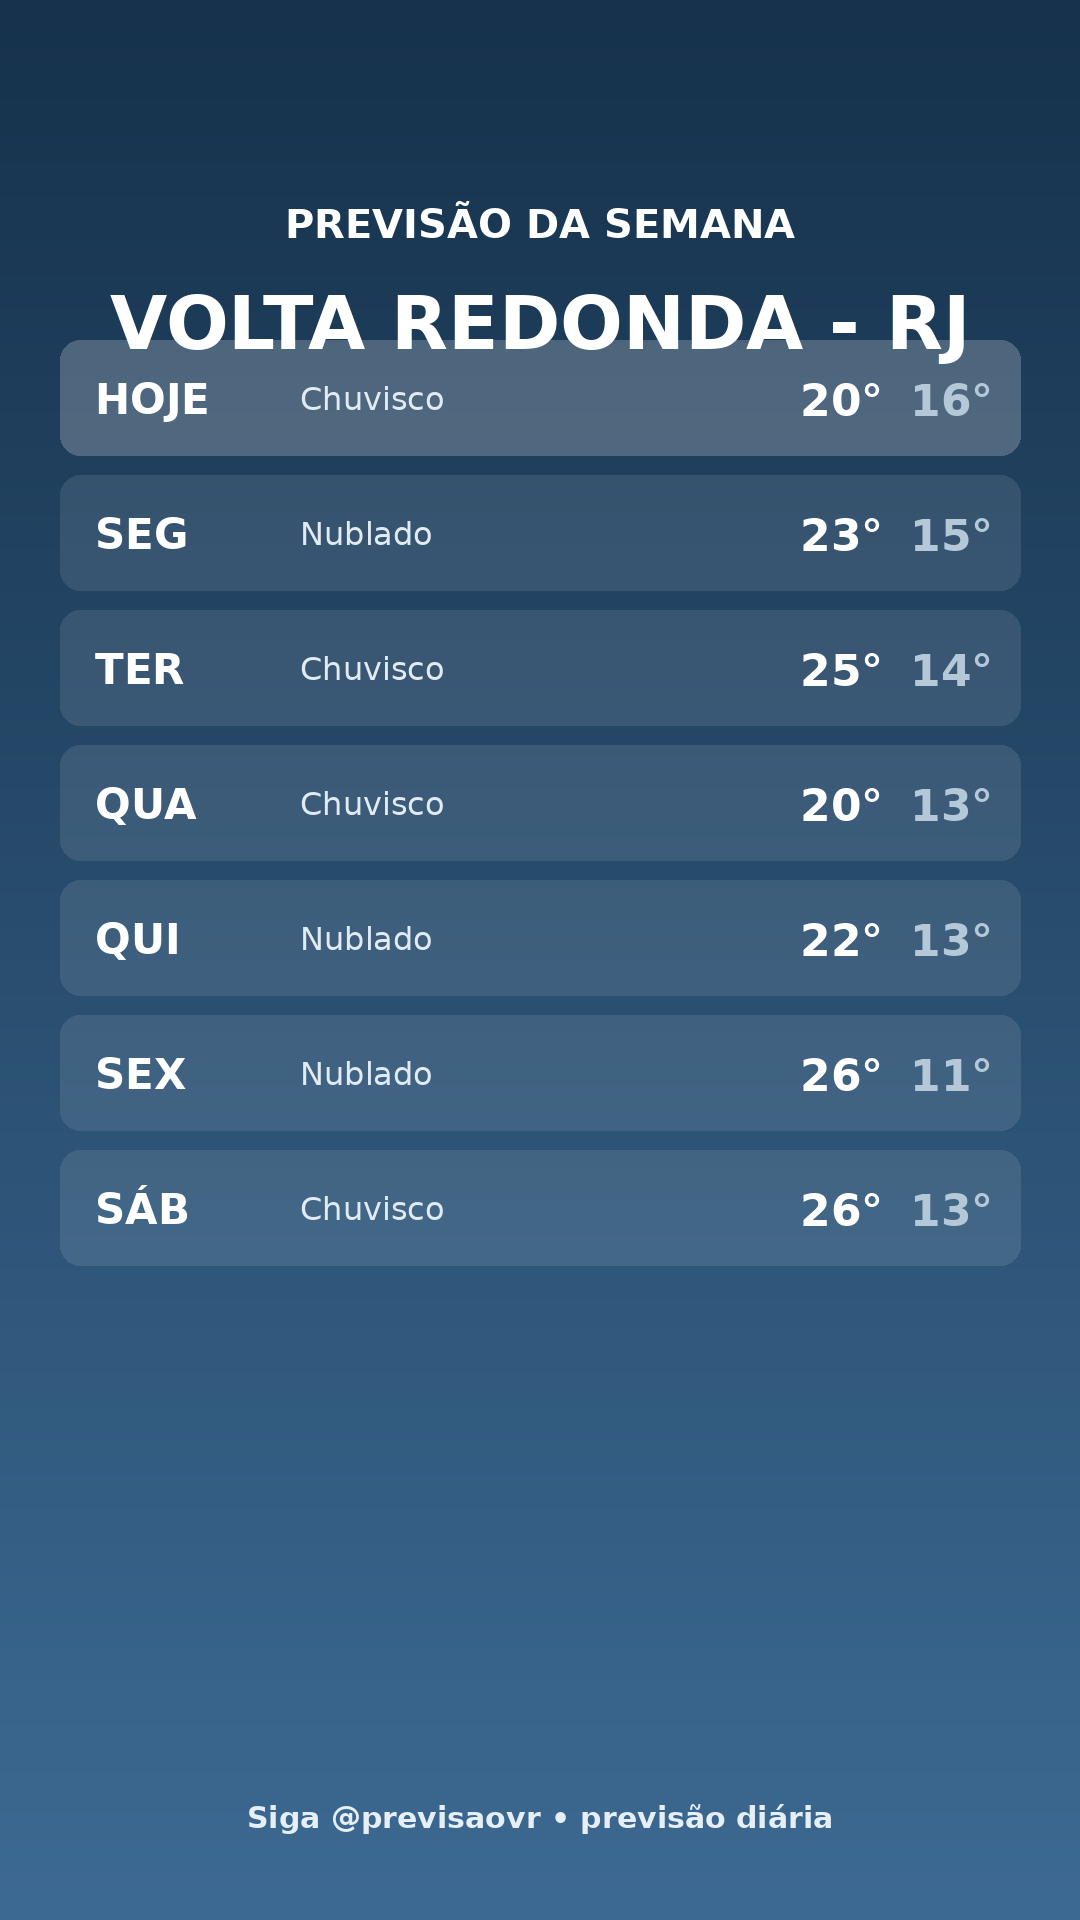 PREVISÃO DA SEMANA
VOLTA REDONDA - RJ
HOJE Chuvisco 20° 16°
SEG Nublado 23° 15°
TER Chuvisco 25° 14°
QUA Chuvisco 20° 13°
QUI Nublado 22° 13°
SEX Nublado 26° 11°
SÁB Chuvisco 26° 13°
Siga @previsaovr • previsão diária